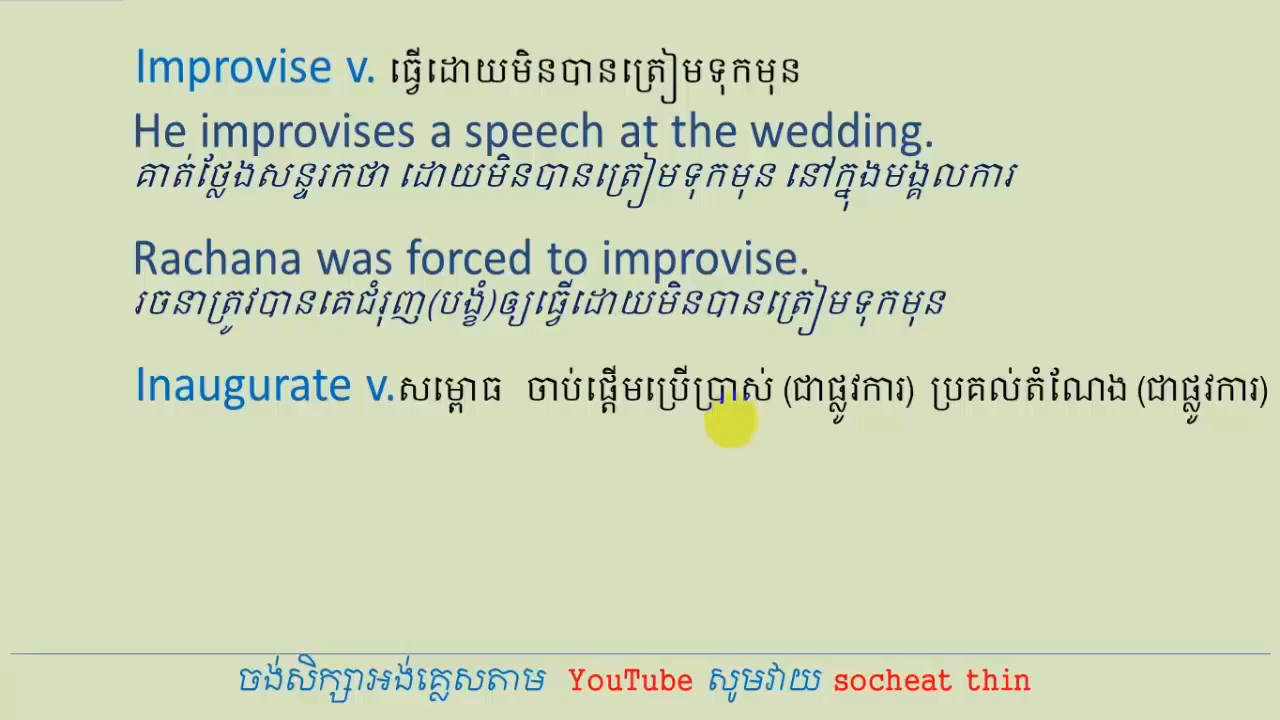 Improvise v. ធ្វើដោយមិនបានត្រៀមទុកមុន
He improvises a speech at the wedding.
គាត់ថ្លែងសន្ទរកថា ដោយមិនបានត្រៀមទុកមុន នៅក្នុងមង្គលការ
Rachana was forced to improvise.
រចនាត្រូវបានគេជំរុញ(បង្ខំ)ឲ្យធ្វើដោយមិនបានត្រៀមទុកមុន
Inaugurate v.សម្ពោធ ចាប់ផ្តើមប្រើប្រាស់ (ជាផ្លូវការ) ប្រគល់តំណែង (ជាផ្លូវការ)
ចង់សិក្សាអង់គ្លេសតាម YouTube សូមវាយ socheat thin